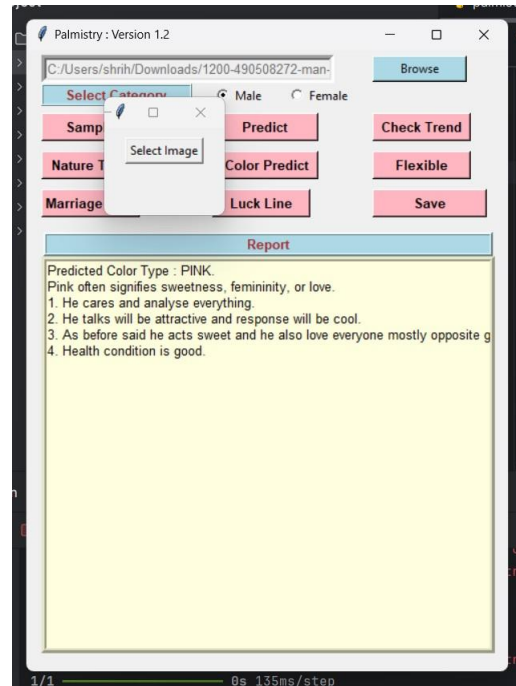 Palmistry : Version 1.2
C:/Users/shrih/Downloads/1200-490508272-man-
Browse
Select Category
Male
Female
Predict
Check Trend
Select Image
Nature
Color Predict
Flexible
Marriage
Luck Line
Save
Report
Predicted Color Type : PINK.
Pink often signifies sweetness, femininity, or love.
1. He cares and analyse everything.
2. He talks will be attractive and response will be cool.
3. As before said he acts sweet and he also love everyone mostly opposite g
4. Health condition is good.
1/1
0s 135ms/step